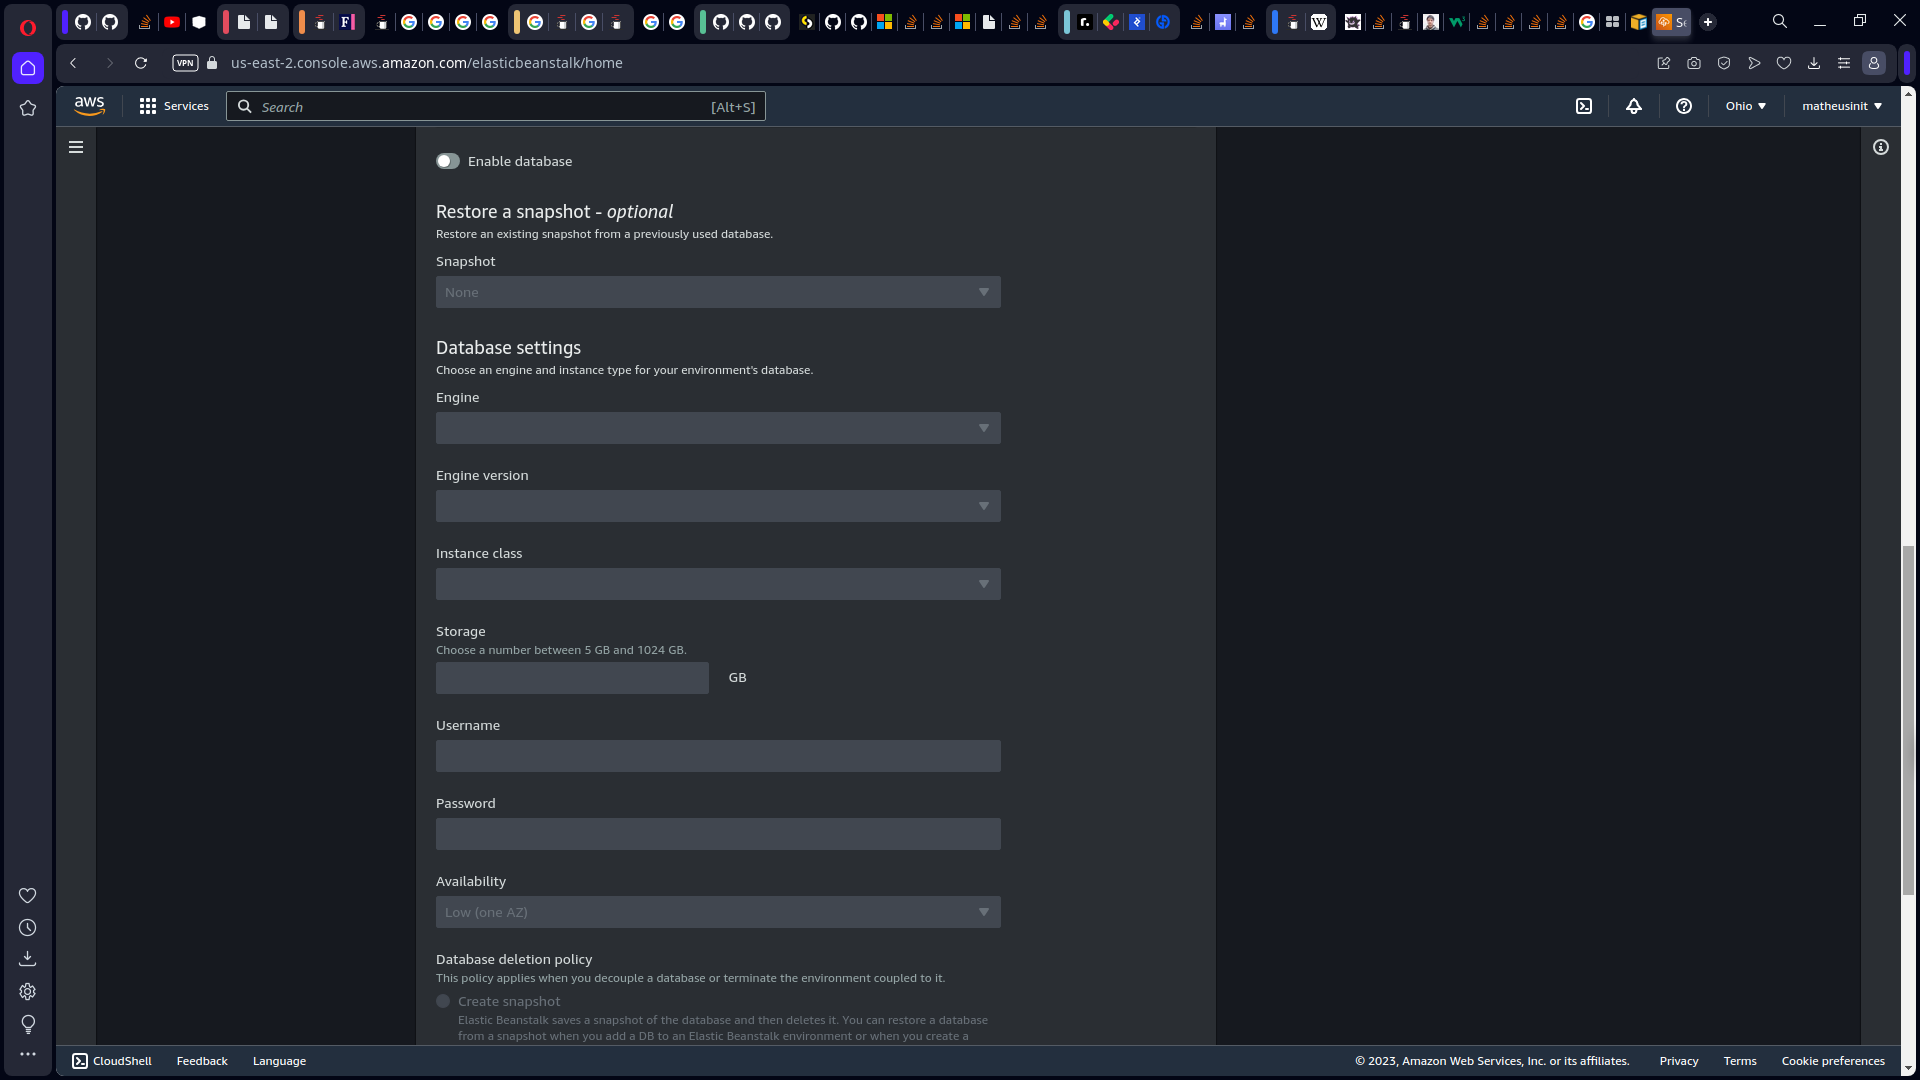 Se
VPN
us-east-2.console.aws.amazon.com/elasticbeanstalk/home
aws
Services
Search
[Alt+S]
Ohio
matheusinit
Enable database
Restore a snapshot - optional
Restore an existing snapshot from a previously used database.
Snapshot
None
Database settings
Choose an engine and instance type for your environment's database.
Engine
Engine version
Instance class
Storage
Choose a number between 5 GB and 1024 GB.
GB
Username
Password
Availability
Low (one AZ)
Database deletion policy
This policy applies when you decouple a database or terminate the environment coupled to it.
Create snapshot
Elastic Beanstalk saves a snapshot of the database and then deletes it. You can restore a database
from a snapshot when you add a DB to an Elastic Beanstalk environment or when you create a
CloudShell
Feedback
Language
© 2023, Amazon Web Services, Inc. or its affiliates.
Privacy
Terms
Cookie preferences